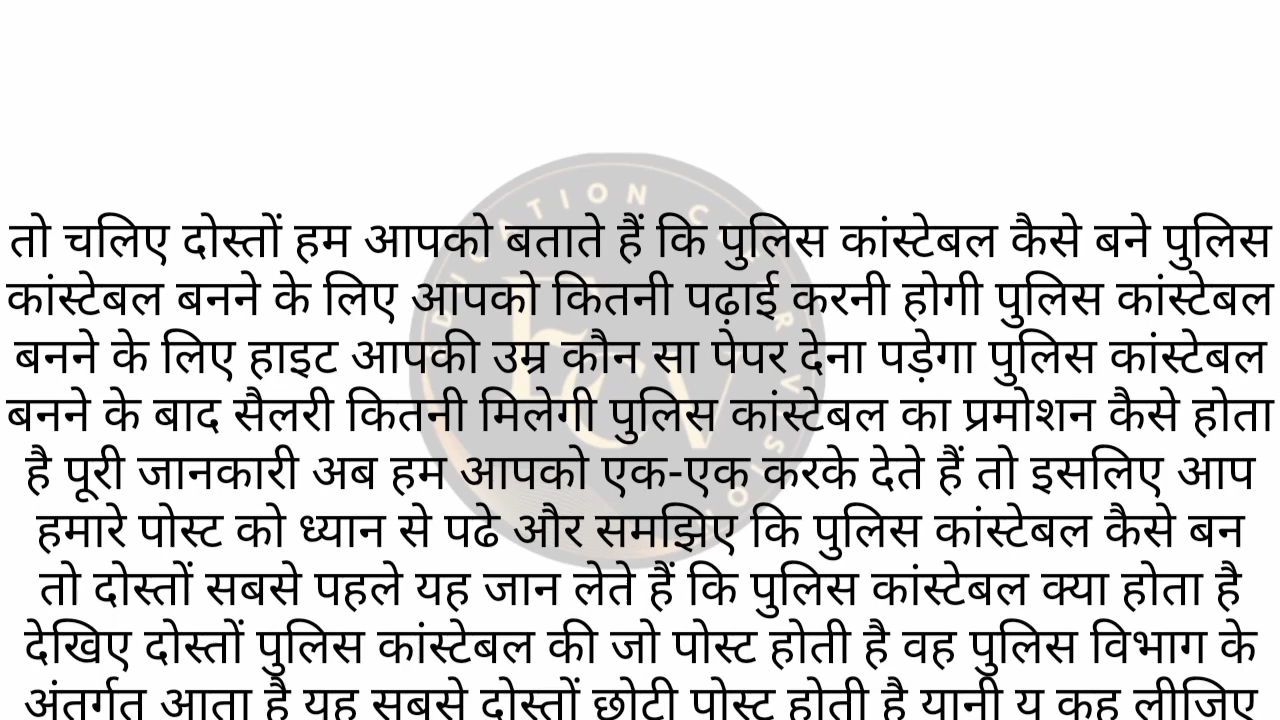 तो चलिए दोस्तों हम आपको बताते हैं कि पुलिस कांस्टेबल कैसे बने पुलिस
कांस्टेबल बनने के लिए आपको कितनी पढ़ाई करनी होगी पुलिस कांस्टेबल
बनने के लिए हाइट आपकी उम्र कौन सा पेपर देना पड़ेगा पुलिस कांस्टेबल
बनने के बाद सैलरी कितनी मिलेगी पुलिस कांस्टेबल का प्रमोशन कैसे होता
है पूरी जानकारी अब हम आपको एक-एक करके देते हैं तो इसलिए आप
हमारे पोस्ट को ध्यान से पढे और समझिए कि पुलिस कांस्टेबल कैसे बन
तो दोस्तों सबसे पहले यह जान लेते हैं कि पुलिस कांस्टेबल क्या होता है
देखिए दोस्तों पुलिस कांस्टेबल की जो पोस्ट होती है वह पुलिस विभाग के
अंतर्गत आता है यह सबसे दोस्तों छोटी पोस्ट होती है यानी य कह लीजिए